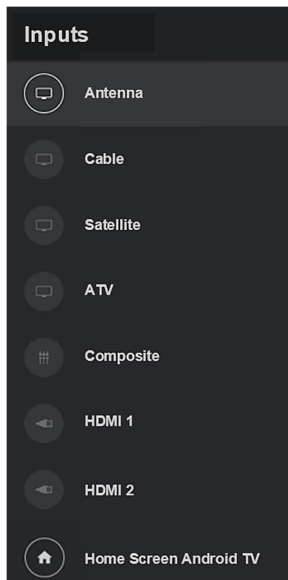 Inputs
Antenna
Cable
Satellite
ATV
Composite
HDMI 1
HDMI 2
Home Screen Android TV